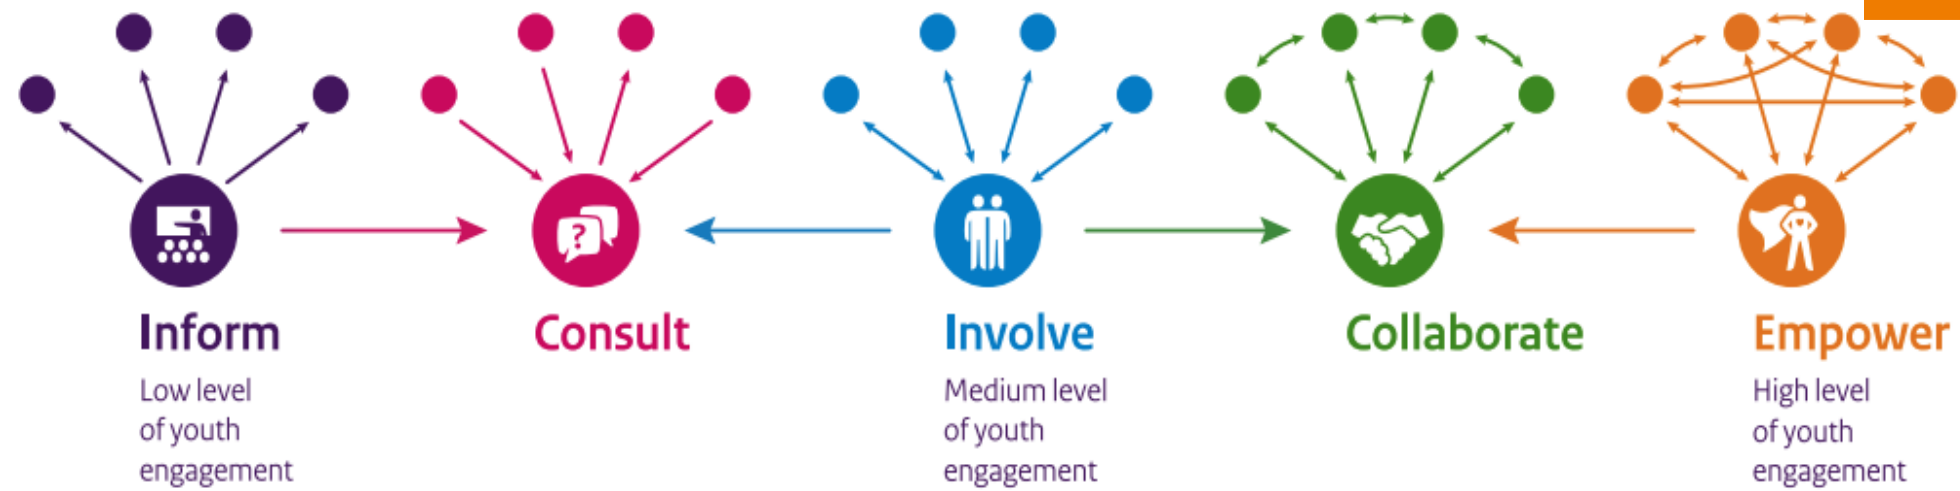 ?
Inform
Low level
of youth
engagement
Consult
Involve
Medium level
of youth
engagement
Collaborate
Empower
High level
of youth
engagement